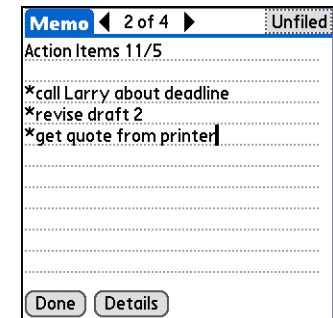 Memo 2 of 4 Unfiled
Action Items 11/5
*call Larry about deadline
*revise draft 2
*get quote from printer
Done Details